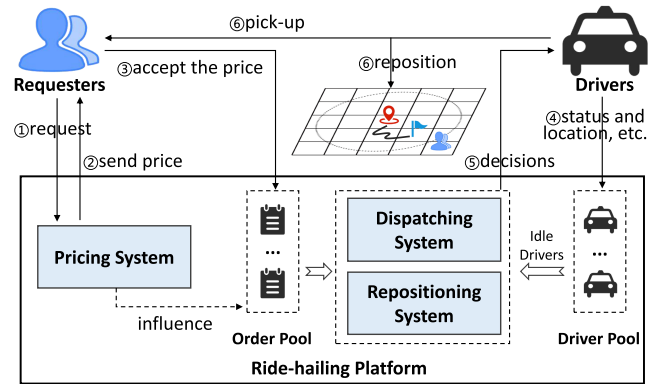 ⑥pick-up
Requesters
③accept the price
⑥reposition
Drivers
①request
②send price
④status and
location, etc.
⑤decisions
Pricing System
...
...
Dispatching
System
Repositioning
System
Idle
Drivers
...
influence
Order Pool
Driver Pool
Ride-hailing Platform